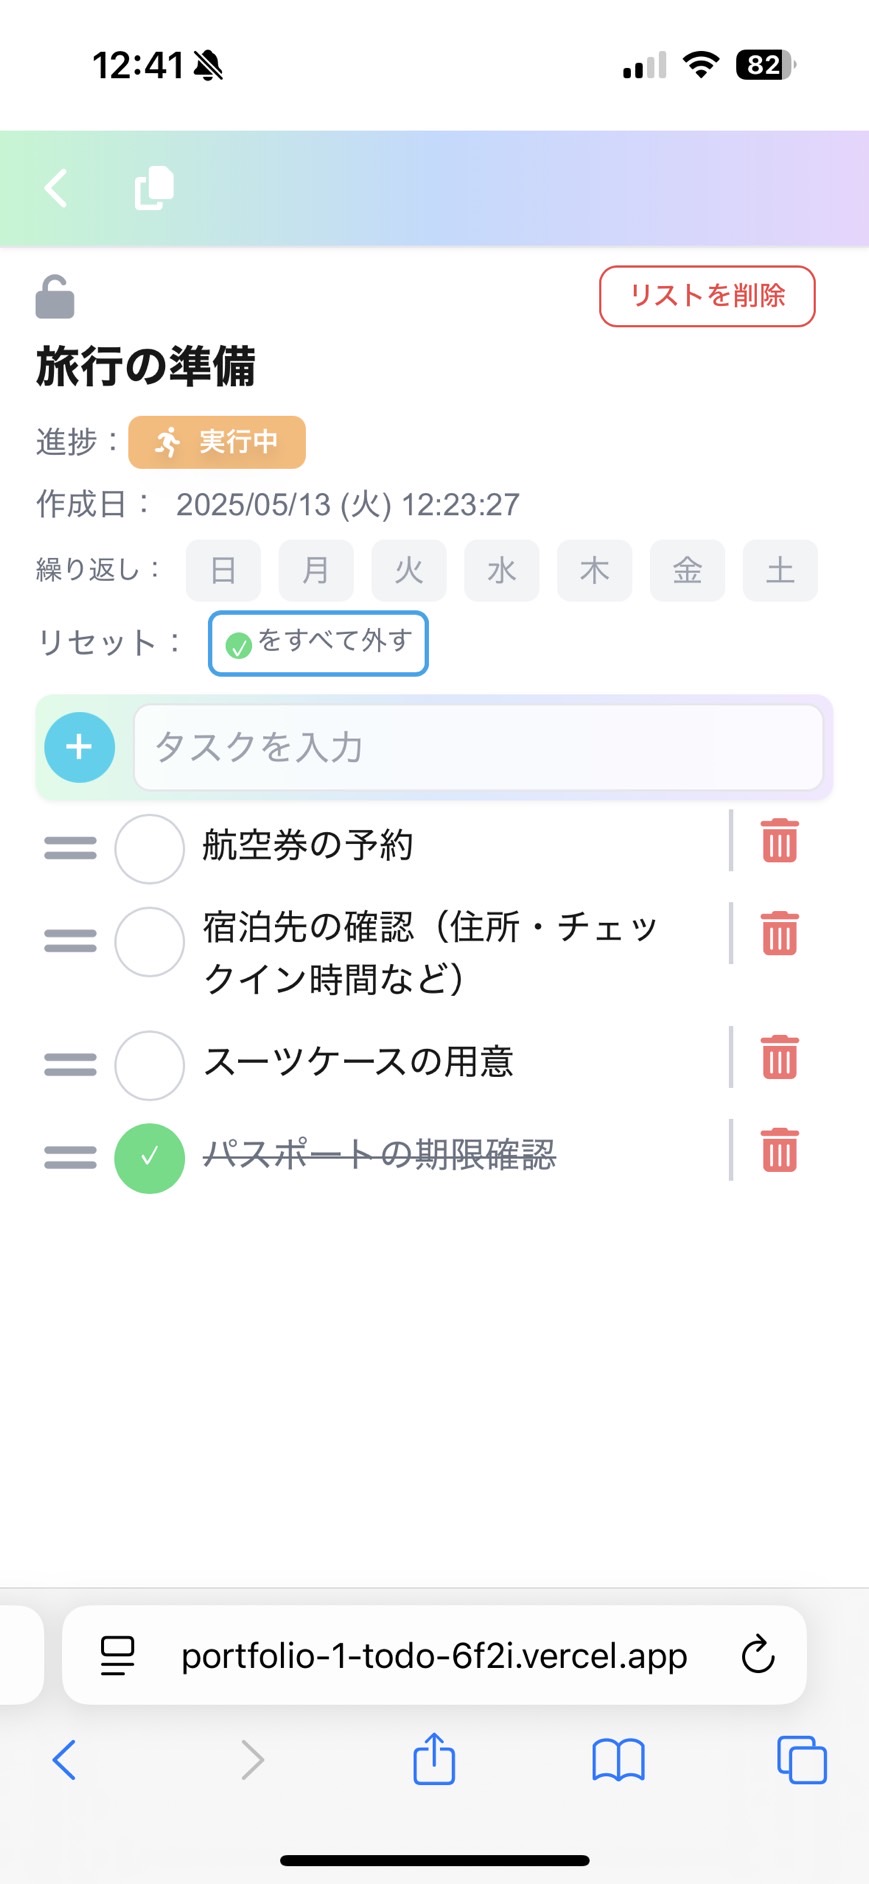 12:41
82
リストを削除
旅行の準備
進捗：実行中
作成日： 2025/05/13 (火) 12:23:27
繰り返し： 日 月 火 水 木 金 土
リセット： をすべて外す
タスクを入力
航空券の予約
宿泊先の確認（住所・チェッ
クイン時間など）
スーツケースの用意
パスポートの期限確認
portfolio-1-todo-6f2i.vercel.app